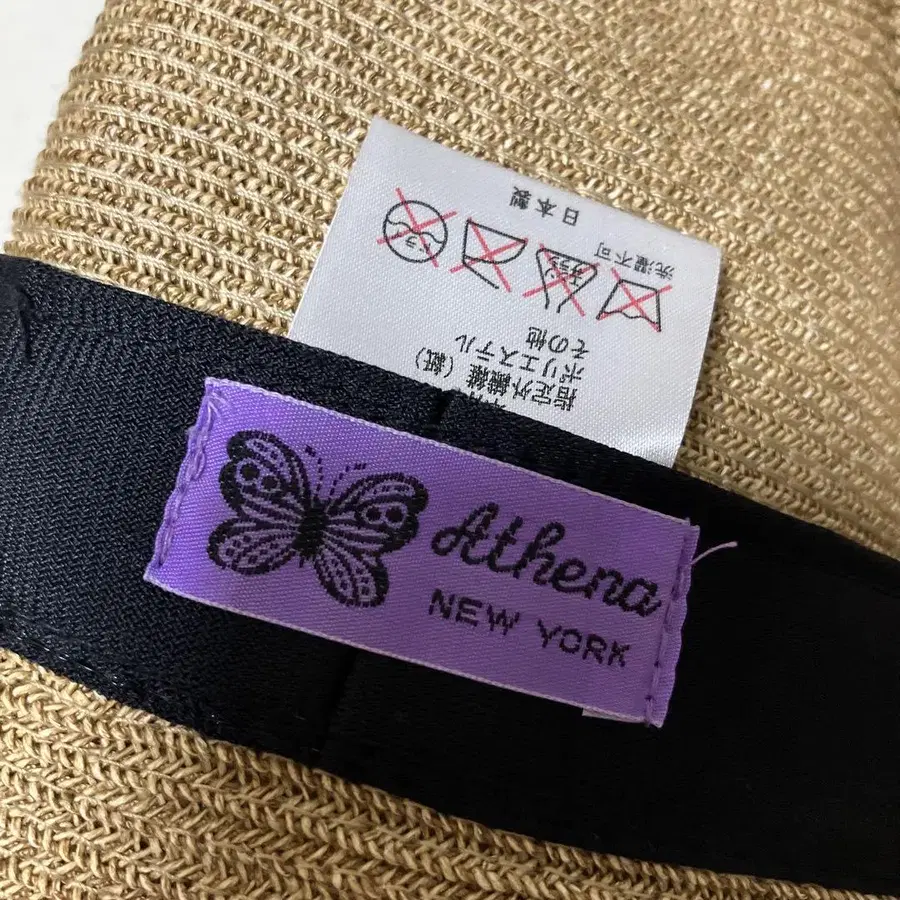 Athena
NEW YORK
指定外繊維（紙）
ポリエステル
その他
洗濯不可
日本製